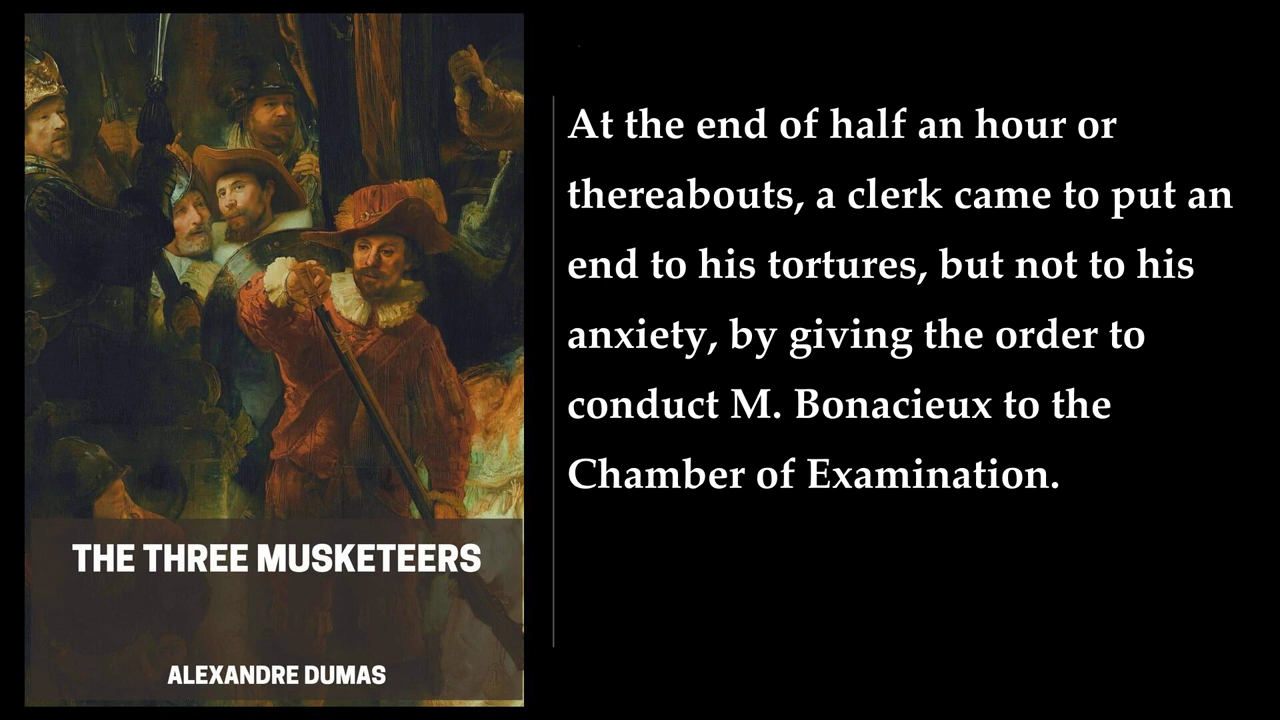 THE THREE MUSKETEERS
ALEXANDRE DUMAS
At the end of half an hour or
thereabouts, a clerk came to put an
end to his tortures, but not to his
anxiety, by giving the order to
conduct M. Bonacieux to the
Chamber of Examination.